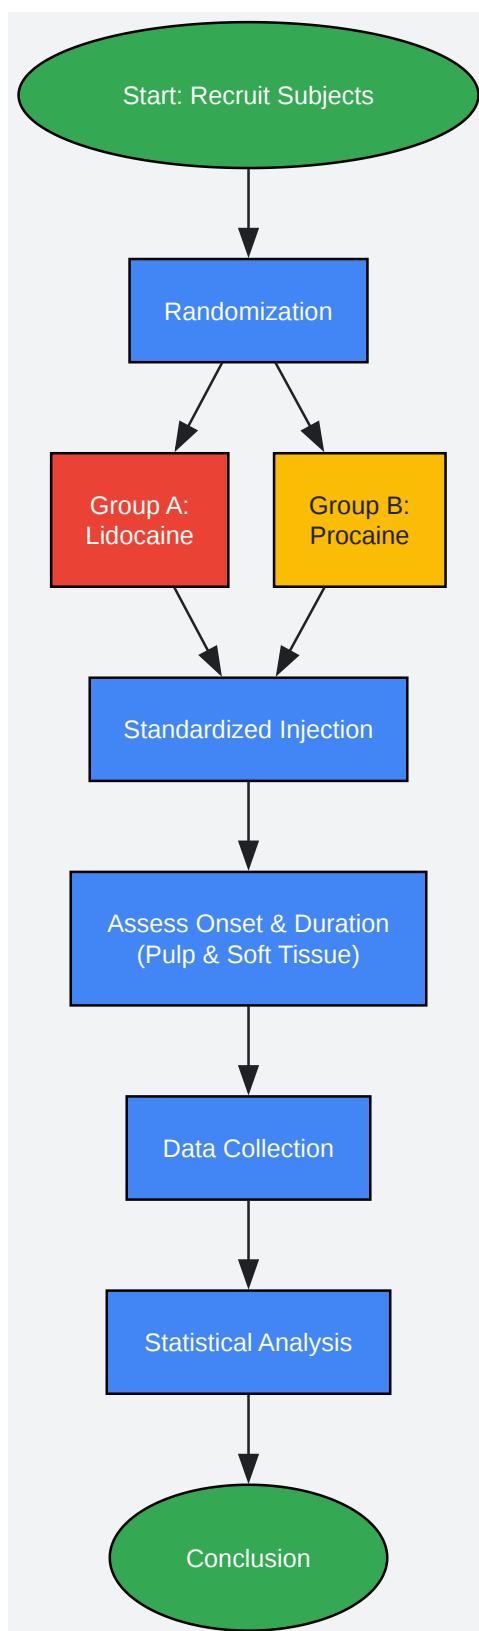 Start: Recruit Subjects
Randomization
Group A:
Lidocaine
Group B:
Procaine
Standardized Injection
Assess Onset & Duration
(Pulp & Soft Tissue)
Data Collection
Statistical Analysis
Conclusion